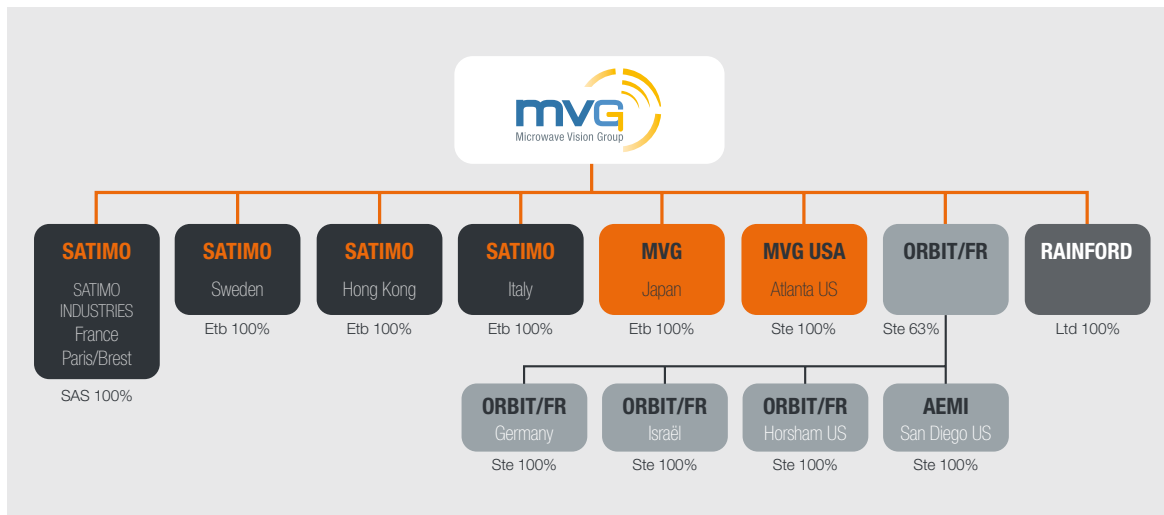 mvg
Microwave Vision Group
SATIMO
SATIMO
INDUSTRIES
France
Paris/Brest
SAS 100%
SATIMO
Sweden
Etb 100%
SATIMO
Hong Kong
Etb 100%
SATIMO
Italy
Etb 100%
MVG
Japan
Etb 100%
MVG USA
Atlanta US
Ste 100%
ORBIT/FR
Ste 63%
RAINFORD
Ltd 100%
ORBIT/FR
Germany
Ste 100%
ORBIT/FR
Israël
Ste 100%
ORBIT/FR
Horsham US
Ste 100%
AEMI
San Diego US
Ste 100%